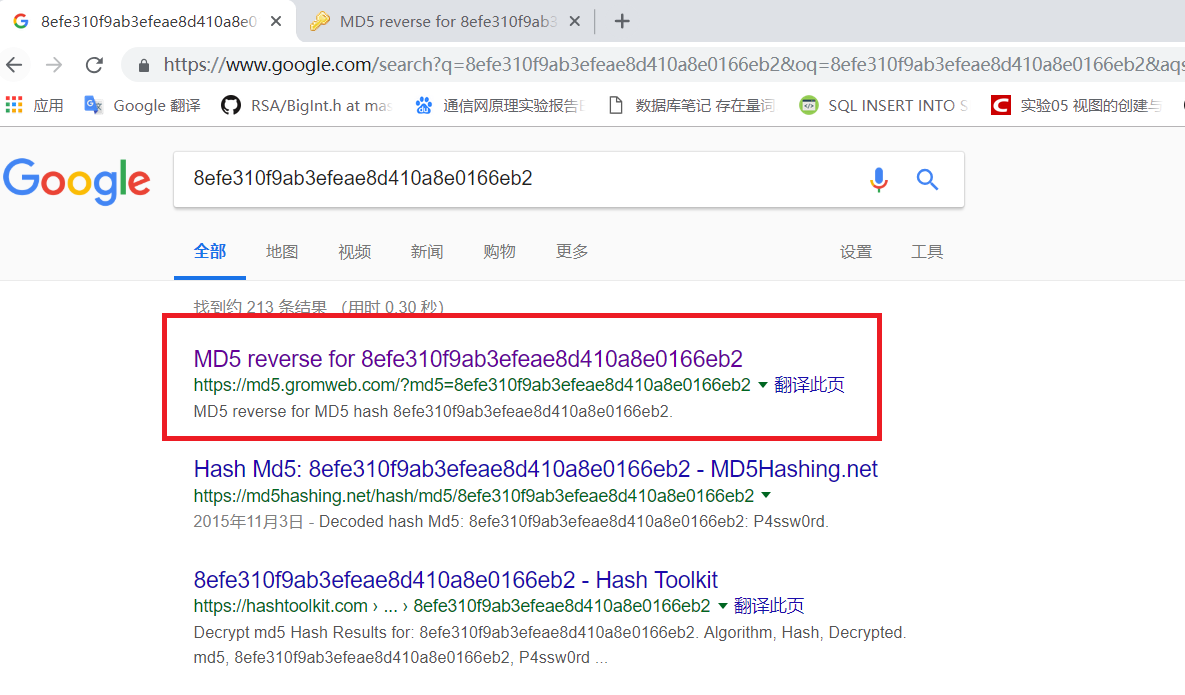 8efe310f9ab3efeae8d410a8e0
MD5 reverse for 8efe310f9ab3
https://www.google.com/search?q=8efe310f9ab3efeae8d410a8e0166eb2&oq=8efe310f9ab3efeae8d410a8e0166eb2&aqs
应用 Google 翻译 RSA/BigInt.h at mas 通信网原理实验报告 数据库笔记 存在量词 SQL INSERT INTO S 实验05 视图的创建与
Google 8efe310f9ab3efeae8d410a8e0166eb2
全部 地图 视频 新闻 购物 更多 设置 工具
找到约 213 条结果 （用时 0.30 秒）
MD5 reverse for 8efe310f9ab3efeae8d410a8e0166eb2
https://md5.gromweb.com/?md5=8efe310f9ab3efeae8d410a8e0166eb2 翻译此页
MD5 reverse for MD5 hash 8efe310f9ab3efeae8d410a8e0166eb2.
Hash Md5: 8efe310f9ab3efeae8d410a8e0166eb2 - MD5Hashing.net
https://md5hashing.net/hash/md5/8efe310f9ab3efeae8d410a8e0166eb2
2015年11月3日 - Decoded hash Md5: 8efe310f9ab3efeae8d410a8e0166eb2: P4ssw0rd.
8efe310f9ab3efeae8d410a8e0166eb2 - Hash Toolkit
https://hashtoolkit.com › ... › 8efe310f9ab3efeae8d410a8e0166eb2 翻译此页
Decrypt md5 Hash Results for: 8efe310f9ab3efeae8d410a8e0166eb2. Algorithm, Hash, Decrypted.
md5, 8efe310f9ab3efeae8d410a8e0166eb2, P4ssw0rd ...